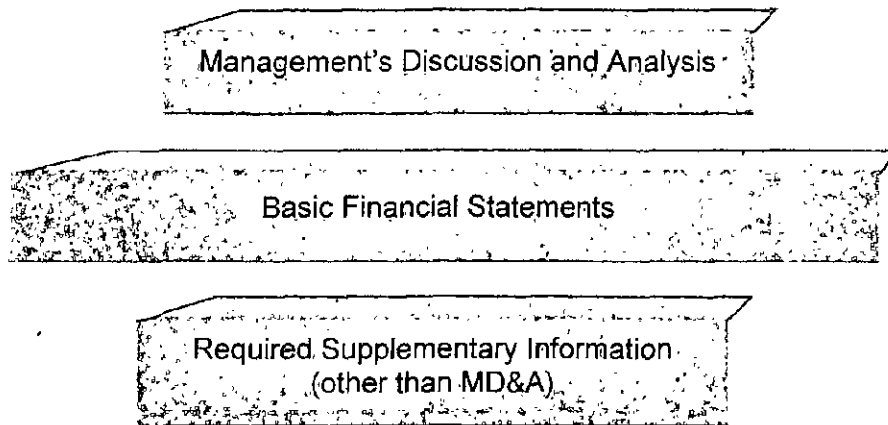 Management's Discussion and Analysis
Basic Financial Statements
Required Supplementary Information
(other than MD&A)